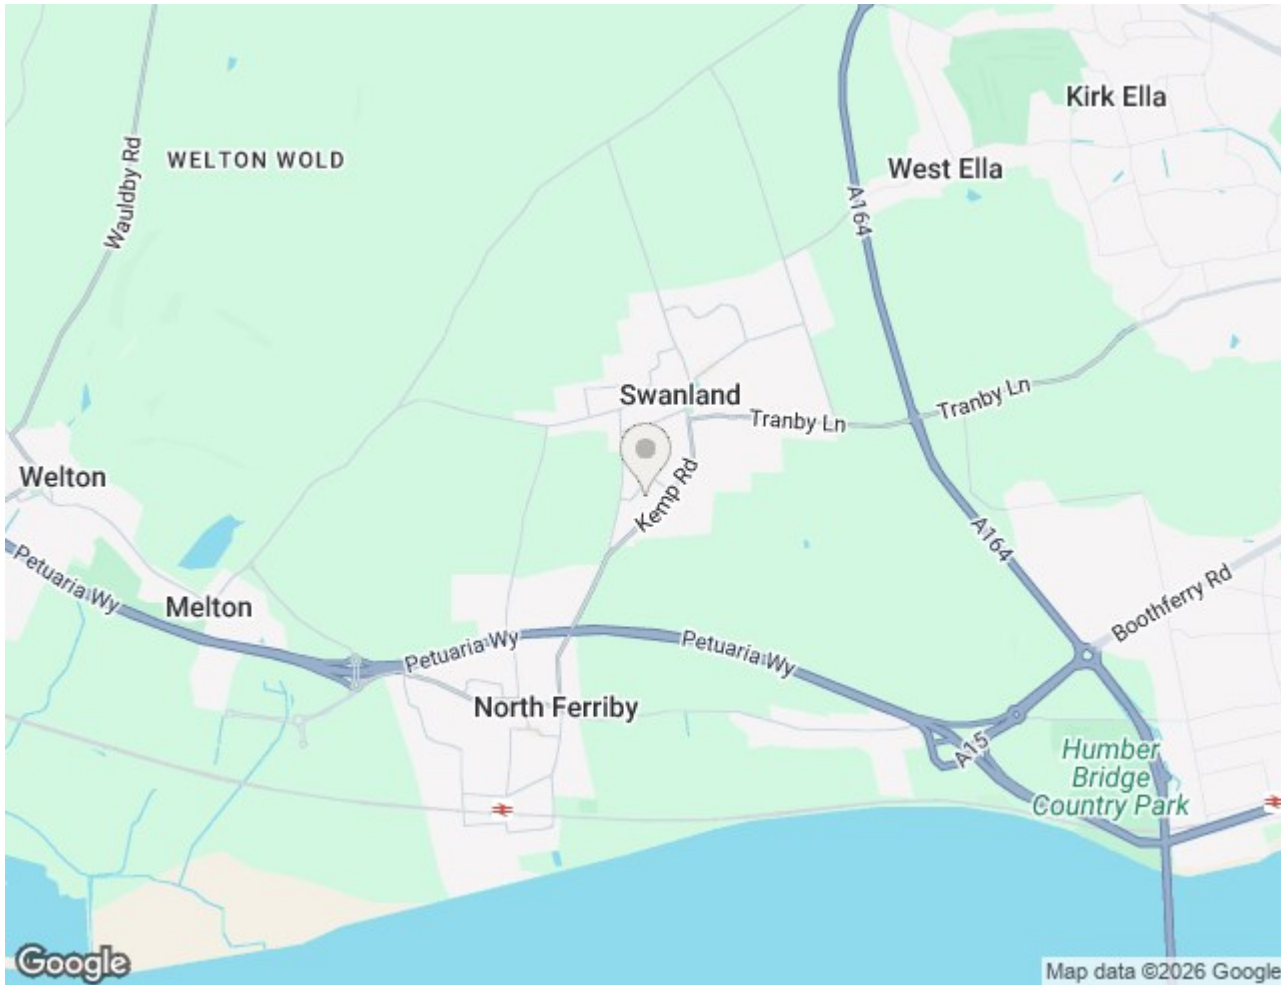 Kirk Ella
Wauldby Rd
WELTON WOLD
West Ella
A164
Swanland
Tranby Ln
Tranby Ln
Welton
Kemp Rd
A164
Petuaria Wy
Melton
Boothferry Rd
Petuaria Wy
Petuaria Wy
North Ferriby
A15
Humber
Bridge
Country Park
Google
Map data ©2026 Google